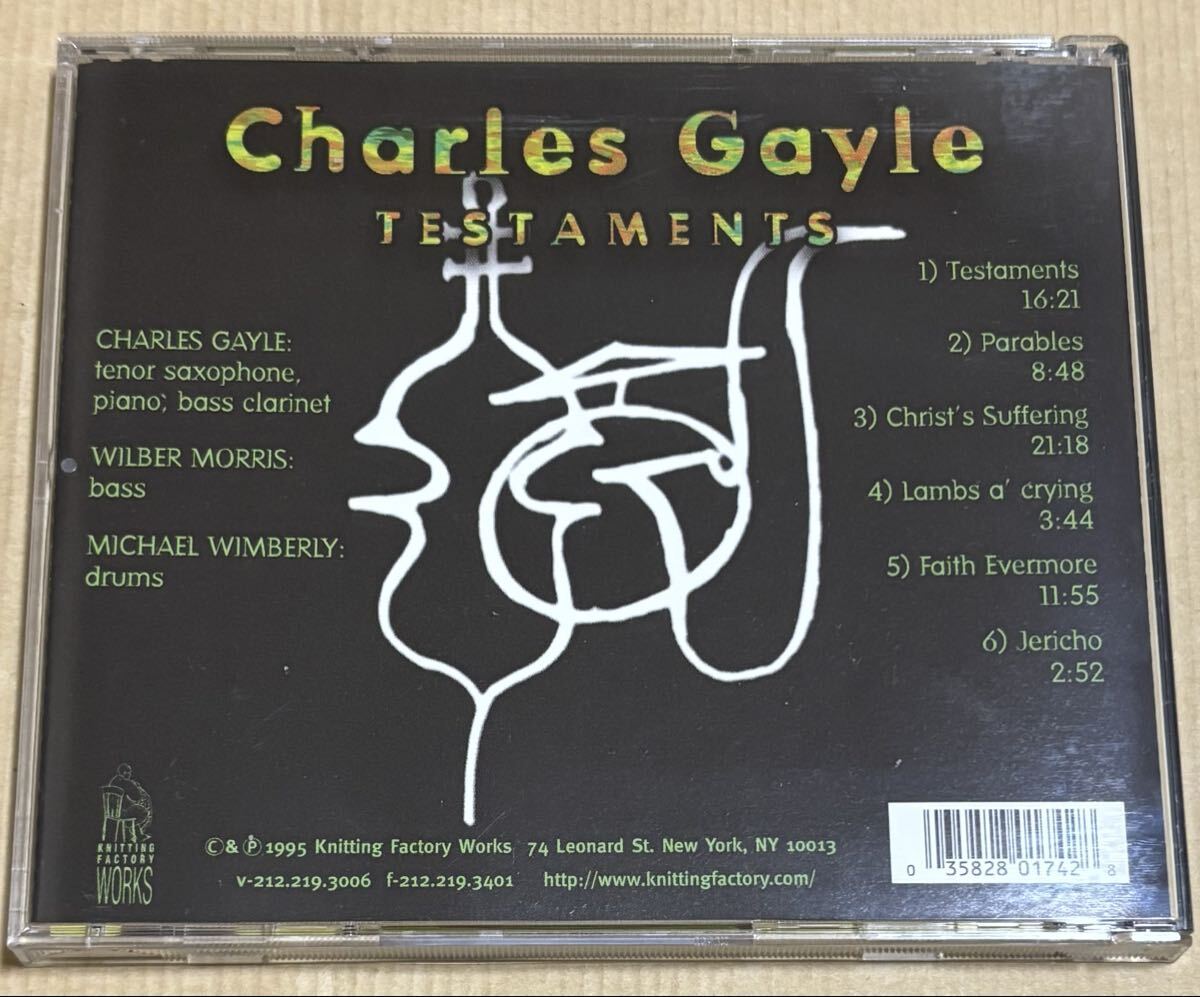 Charles Gayle
TESTAMENTS
CHARLES GAYLE:
tenor saxophone,
piano; bass clarinet
WILBER MORRIS:
bass
MICHAEL WIMBERLY:
drums
1) Testaments
16:21
2) Parables
8:48
3) Christ's Suffering
21:18
4) Lambs a' crying
3:44
5) Faith Evermore
11:55
6) Jericho
2:52
KNITTING
FACTORY
WORKS
©& ℗ 1995 Knitting Factory Works 74 Leonard St. New York, NY 10013
v-212.219.3006 f-212.219.3401 http://www.knittingfactory.com/
0 35828 01742 8